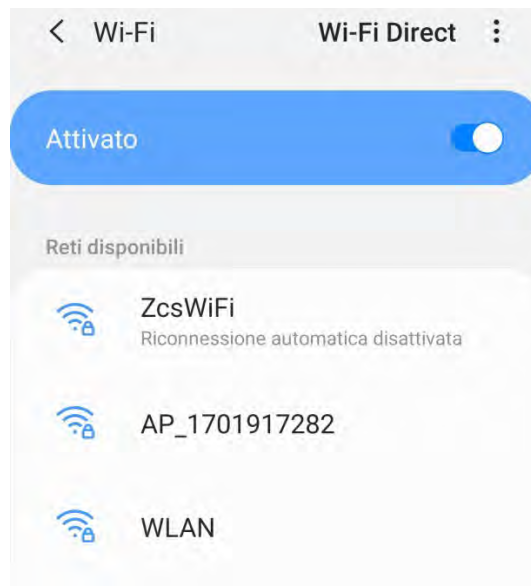 Wi-Fi Wi-Fi Direct
Attivato
Reti disponibili
ZcsWiFi
Riconnessione automatica disattivata
AP_1701917282
WLAN